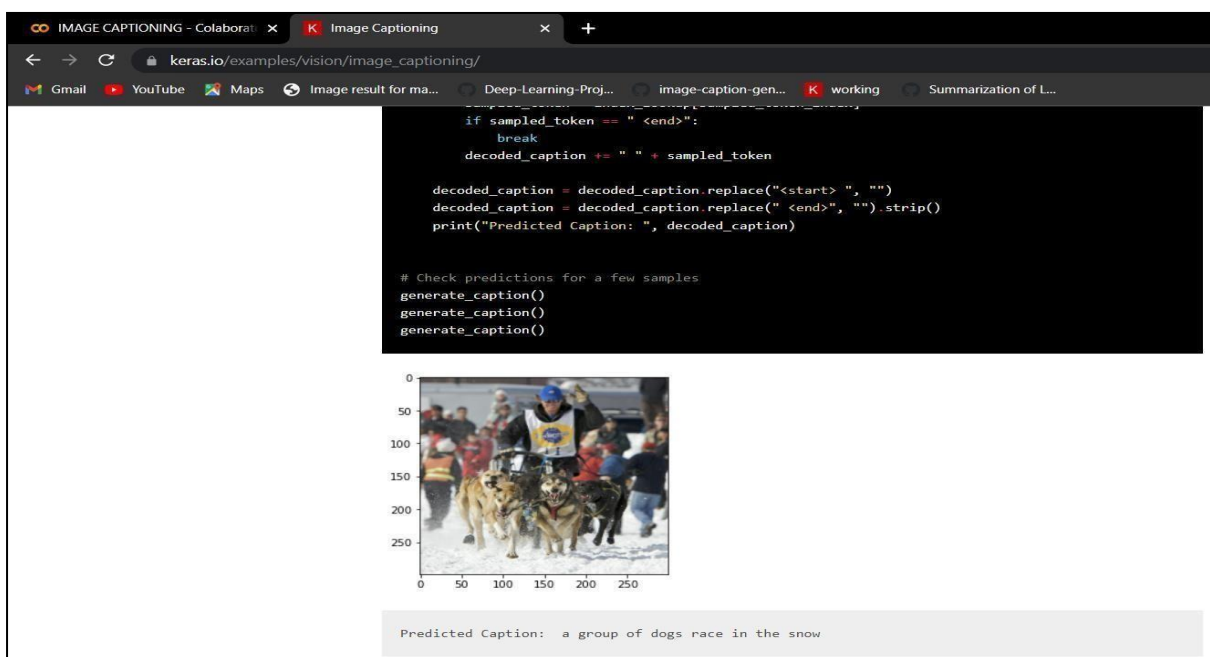 IMAGE CAPTIONING - Colaborat
K Image Captioning
keras.io/examples/vision/image_captioning/
Gmail YouTube Maps Image result for ma... Deep-Learning-Proj... image-caption-gen... K working Summarization of L...
sampled_token = index_lookup[sampled_token_index]
if sampled_token == " <end>":
break
decoded_caption += " " + sampled_token
decoded_caption = decoded_caption.replace("<start> ", "")
decoded_caption = decoded_caption.replace(" <end>", "").strip()
print("Predicted Caption: ", decoded_caption)
# Check predictions for a few samples
generate_caption()
generate_caption()
generate_caption()
0
50
100
150
200
250
0 50 100 150 200 250
Predicted Caption:  a group of dogs race in the snow